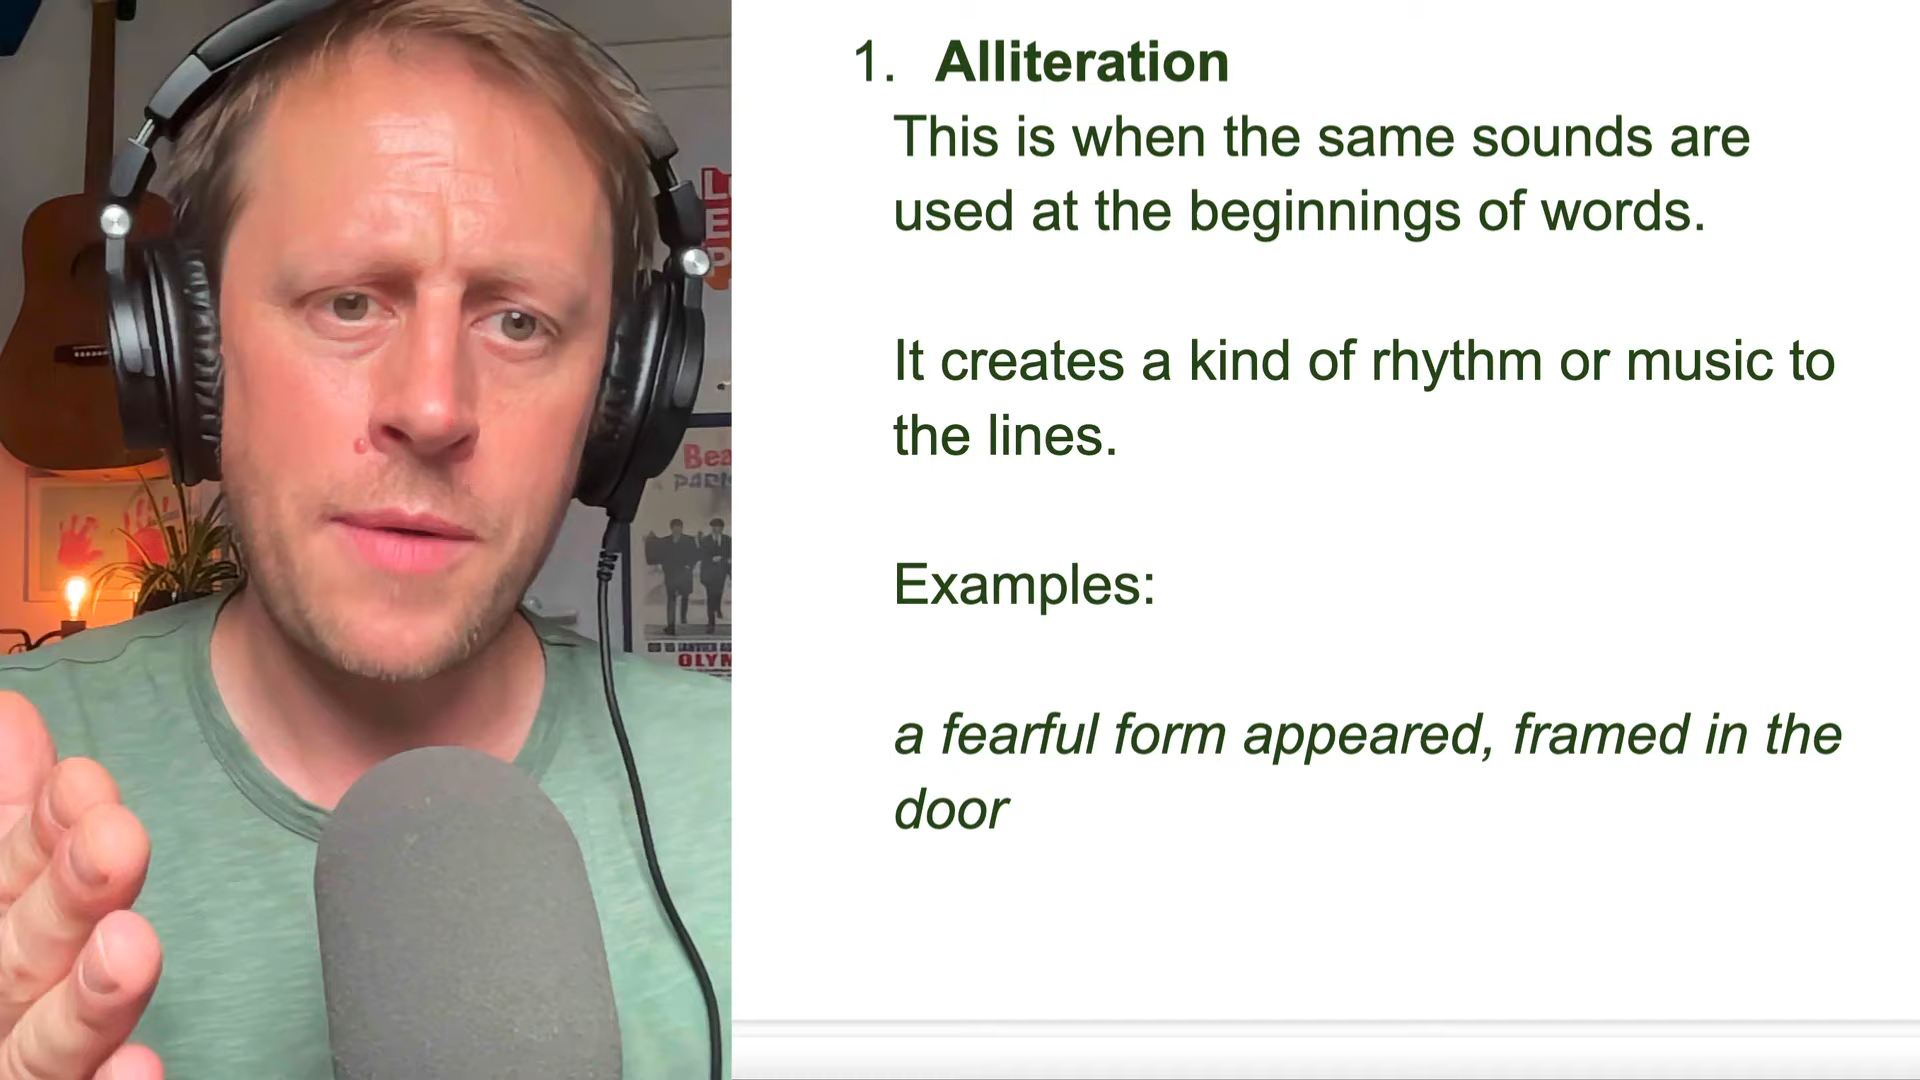 1. Alliteration
This is when the same sounds are
used at the beginnings of words.
It creates a kind of rhythm or music to
the lines.
Examples:
a fearful form appeared, framed in the
door
OLYM